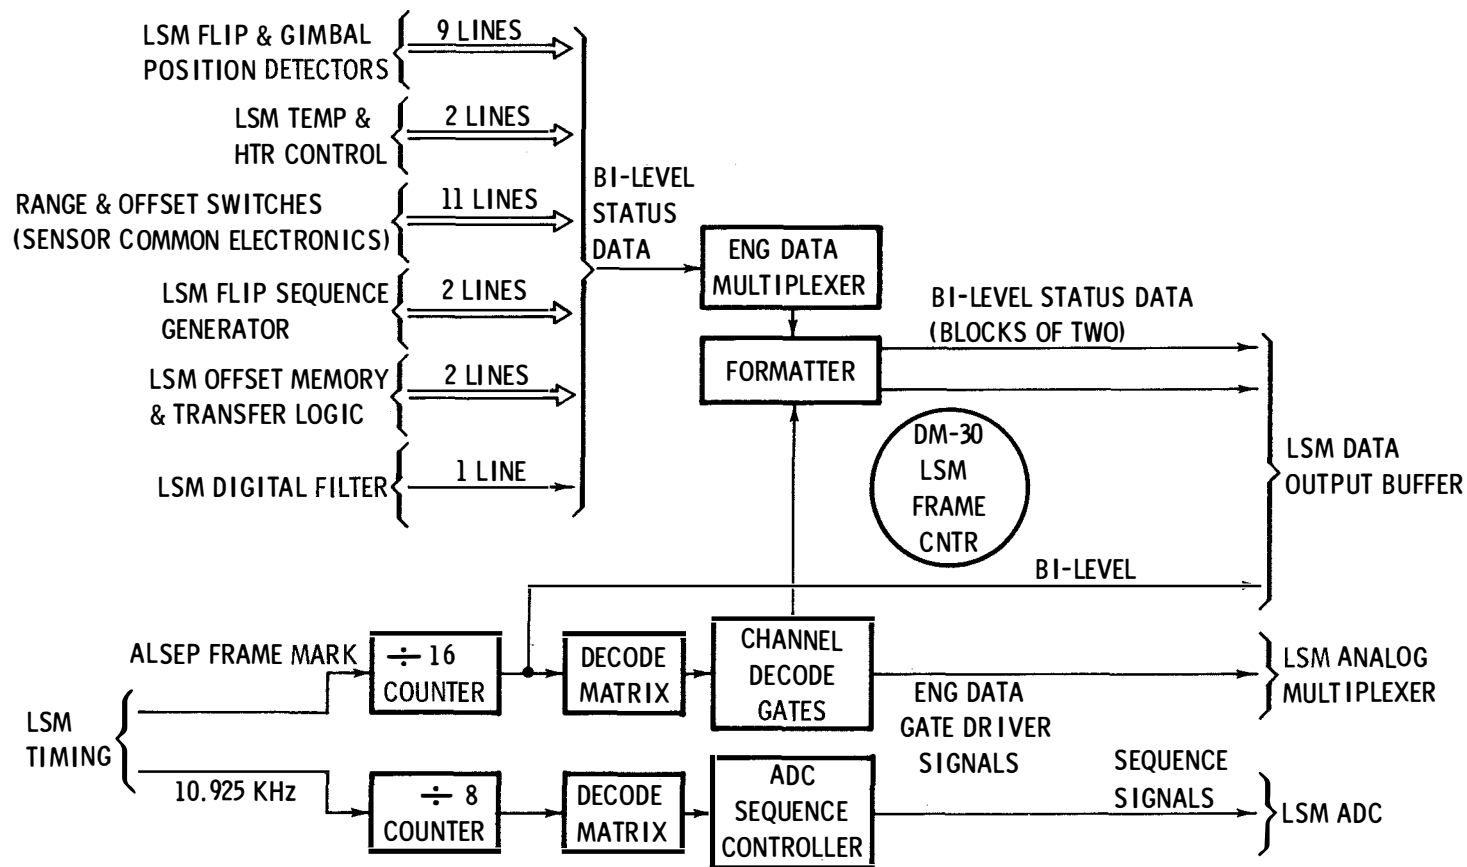 LSM FLIP & GIMBAL
POSITION DETECTORS
9 LINES
LSM TEMP &
HTR CONTROL
2 LINES
RANGE & OFFSET SWITCHES
(SENSOR COMMON ELECTRONICS)
11 LINES
LSM FLIP SEQUENCE
GENERATOR
2 LINES
LSM OFFSET MEMORY
& TRANSFER LOGIC
2 LINES
LSM DIGITAL FILTER
1 LINE
BI-LEVEL
STATUS
DATA
ENG DATA
MULTIPLEXER
FORMATTER
BI-LEVEL STATUS DATA
(BLOCKS OF TWO)
DM-30
LSM
FRAME
CNTR
LSM DATA
OUTPUT BUFFER
BI-LEVEL
LSM
TIMING
ALSEP FRAME MARK
÷ 16
COUNTER
DECODE
MATRIX
CHANNEL
DECODE
GATES
ENG DATA
GATE DRIVER
SIGNALS
LSM ANALOG
MULTIPLEXER
10.925 KHz
÷ 8
COUNTER
DECODE
MATRIX
ADC
SEQUENCE
CONTROLLER
SEQUENCE
SIGNALS
LSM ADC